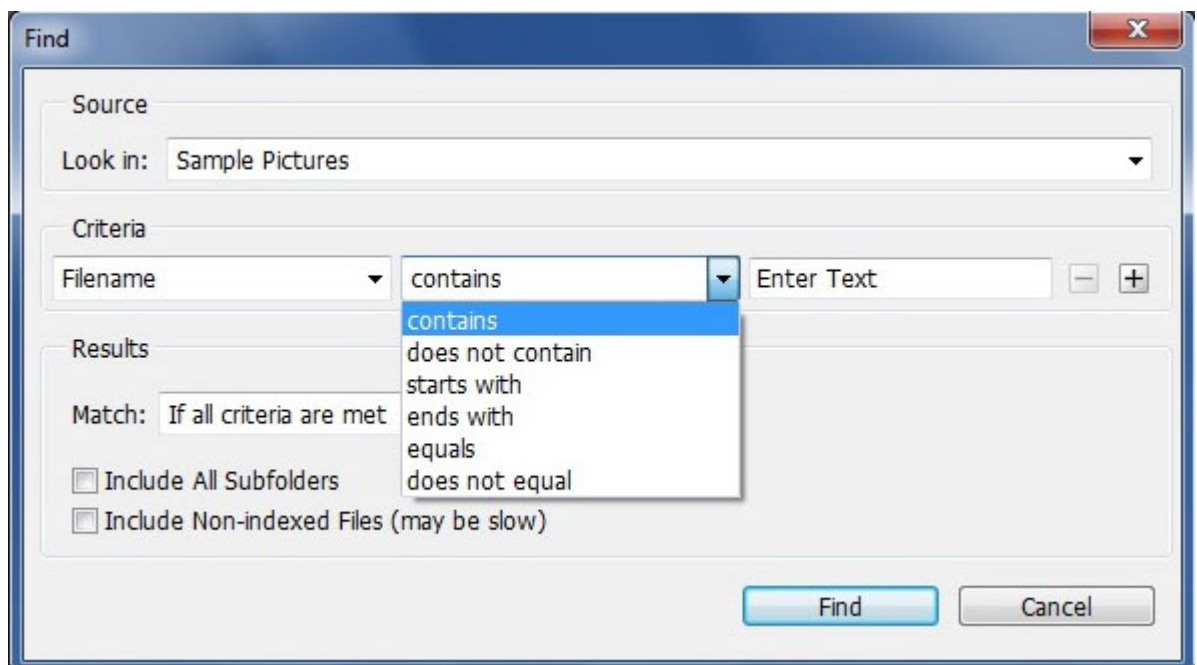 Find
Source
Look in: Sample Pictures
Criteria
Filename contains Enter Text
contains
does not contain
starts with
ends with
equals
does not equal
Results
Match: If all criteria are met
Include All Subfolders
Include Non-indexed Files (may be slow)
Find Cancel